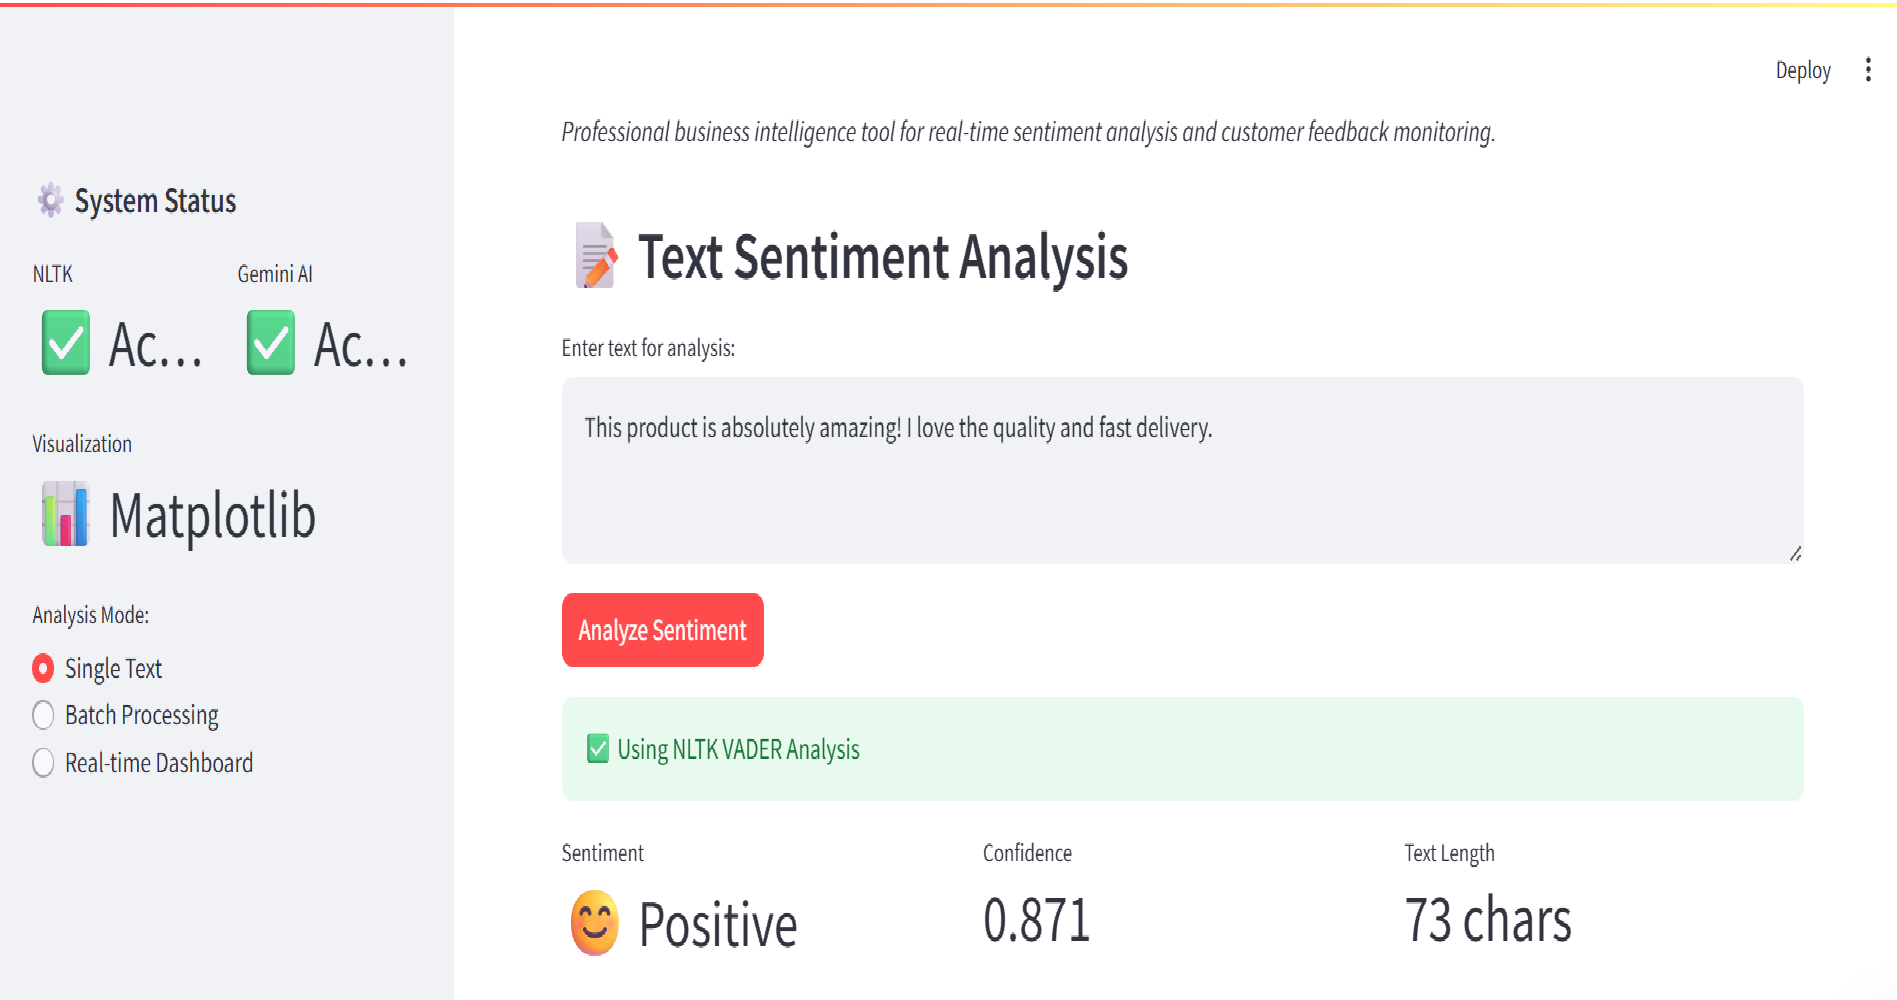 Deploy
Professional business intelligence tool for real-time sentiment analysis and customer feedback monitoring.
System Status
NLTK
Gemini AI
Ac...
Ac...
Visualization
Matplotlib
Analysis Mode:
Single Text
Batch Processing
Real-time Dashboard
Text Sentiment Analysis
Enter text for analysis:
This product is absolutely amazing! I love the quality and fast delivery.
Analyze Sentiment
Using NLTK VADER Analysis
Sentiment
Positive
Confidence
0.871
Text Length
73 chars